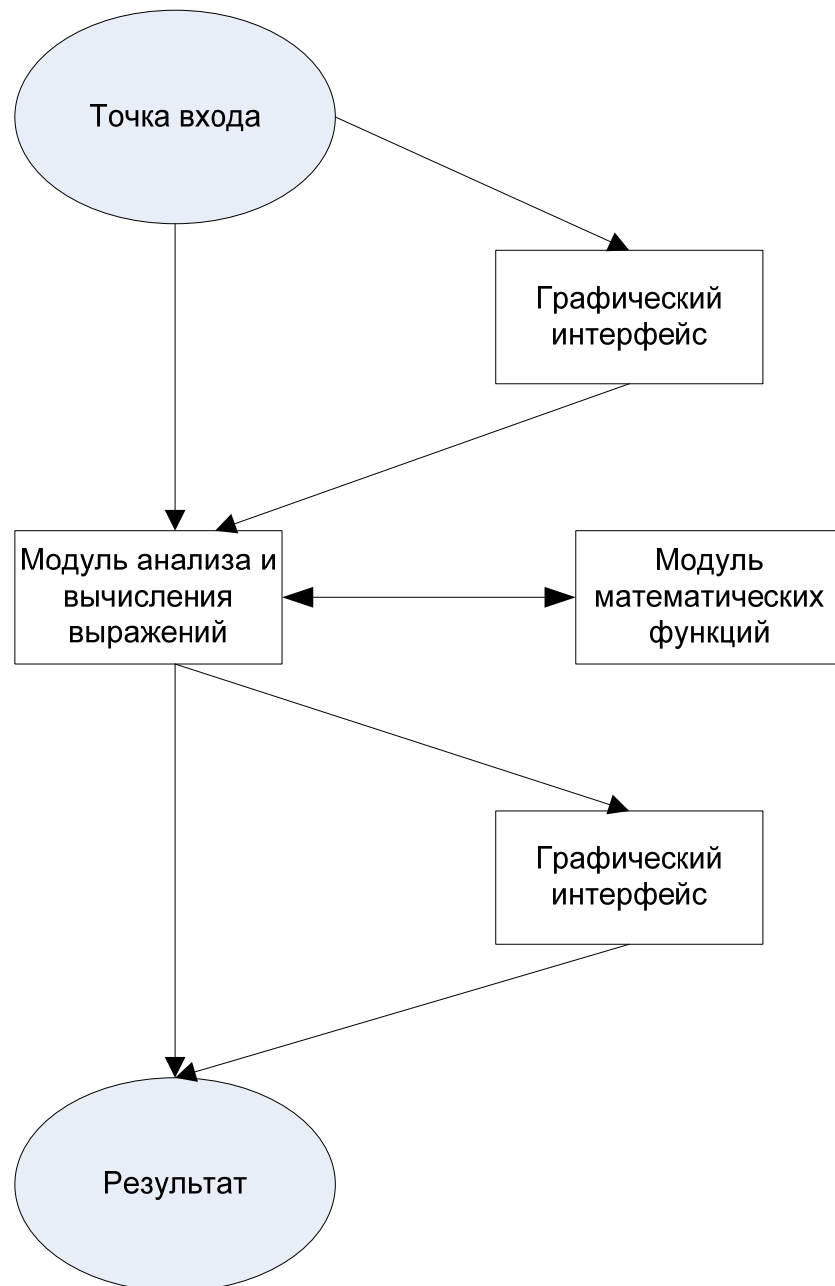 Точка входа
Графический
интерфейс
Модуль анализа и
вычисления
выражений
Модуль
математических
функций
Графический
интерфейс
Результат